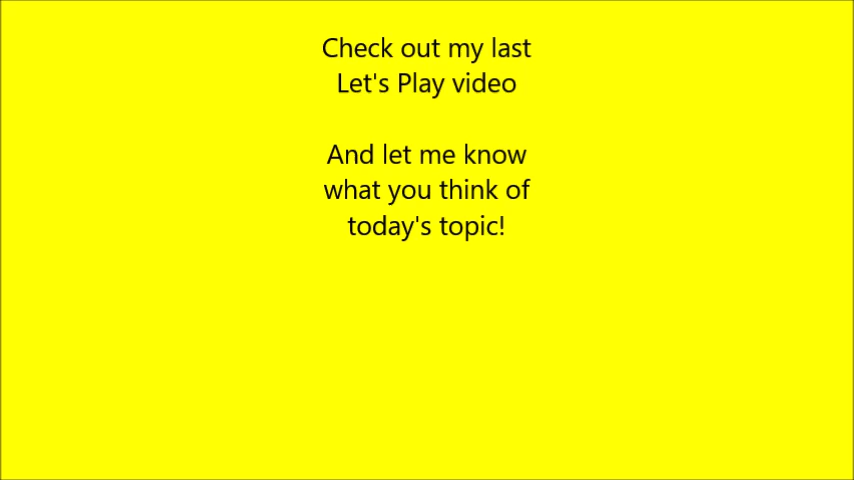 Check out my last
Let's Play video
And let me know
what you think of
today's topic!